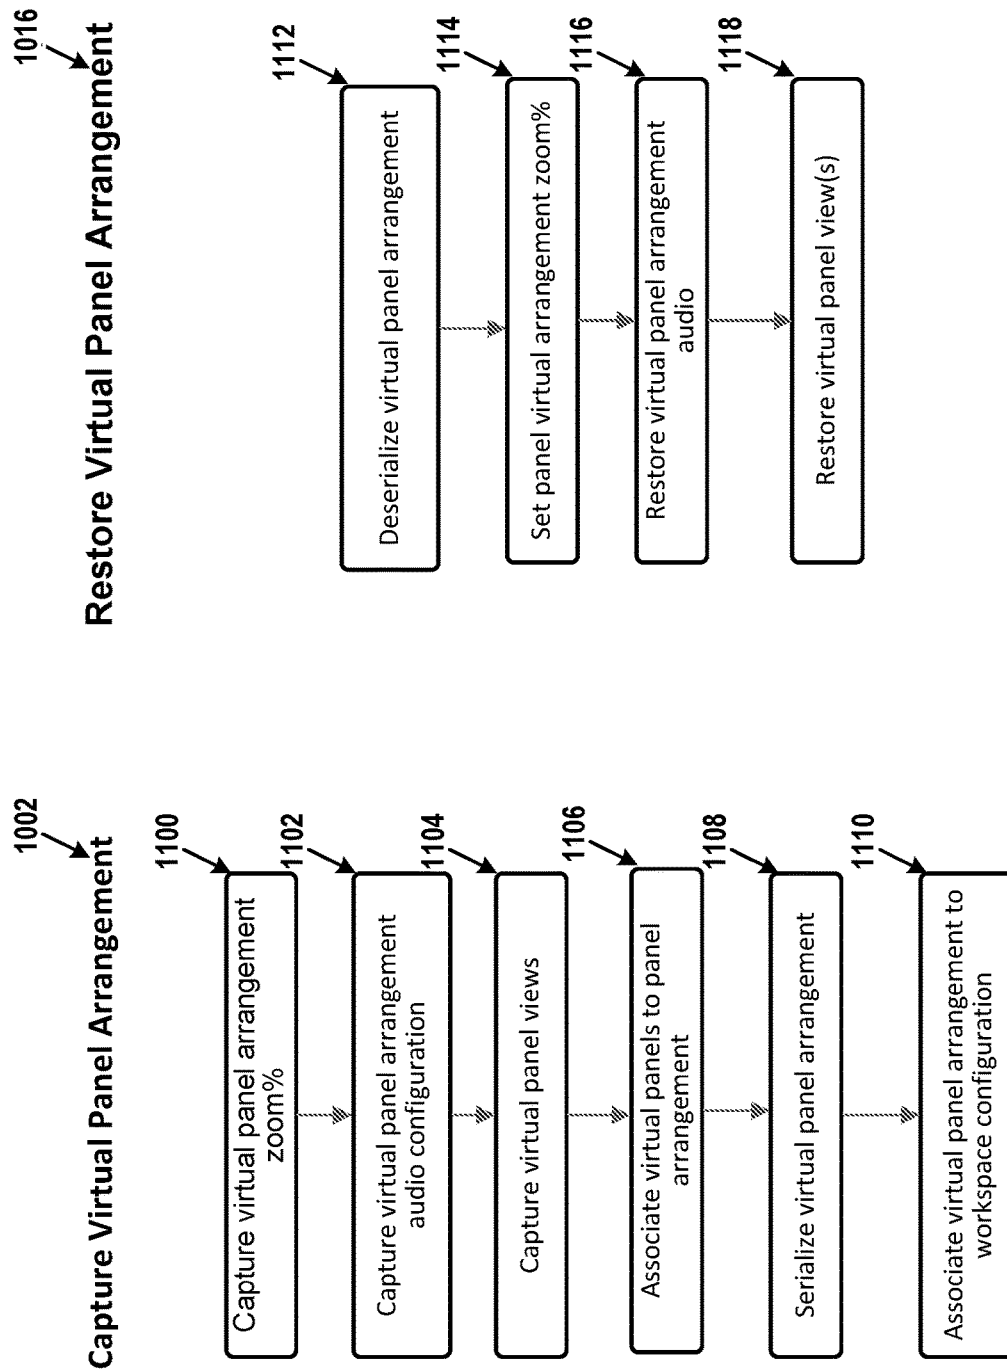 Capture Virtual Panel Arrangement
1002
1100
Capture virtual panel arrangement
zoom%
1102
Capture virtual panel arrangement
audio configuration
1104
Capture virtual panel views
1106
Associate virtual panels to panel
arrangement
1108
Serialize virtual panel arrangement
1110
Associate virtual panel arrangement to
workspace configuration
Restore Virtual Panel Arrangement
1016
1112
Deserialize virtual panel arrangement
1114
Set panel virtual arrangement zoom%
1116
Restore virtual panel arrangement
audio
1118
Restore virtual panel view(s)